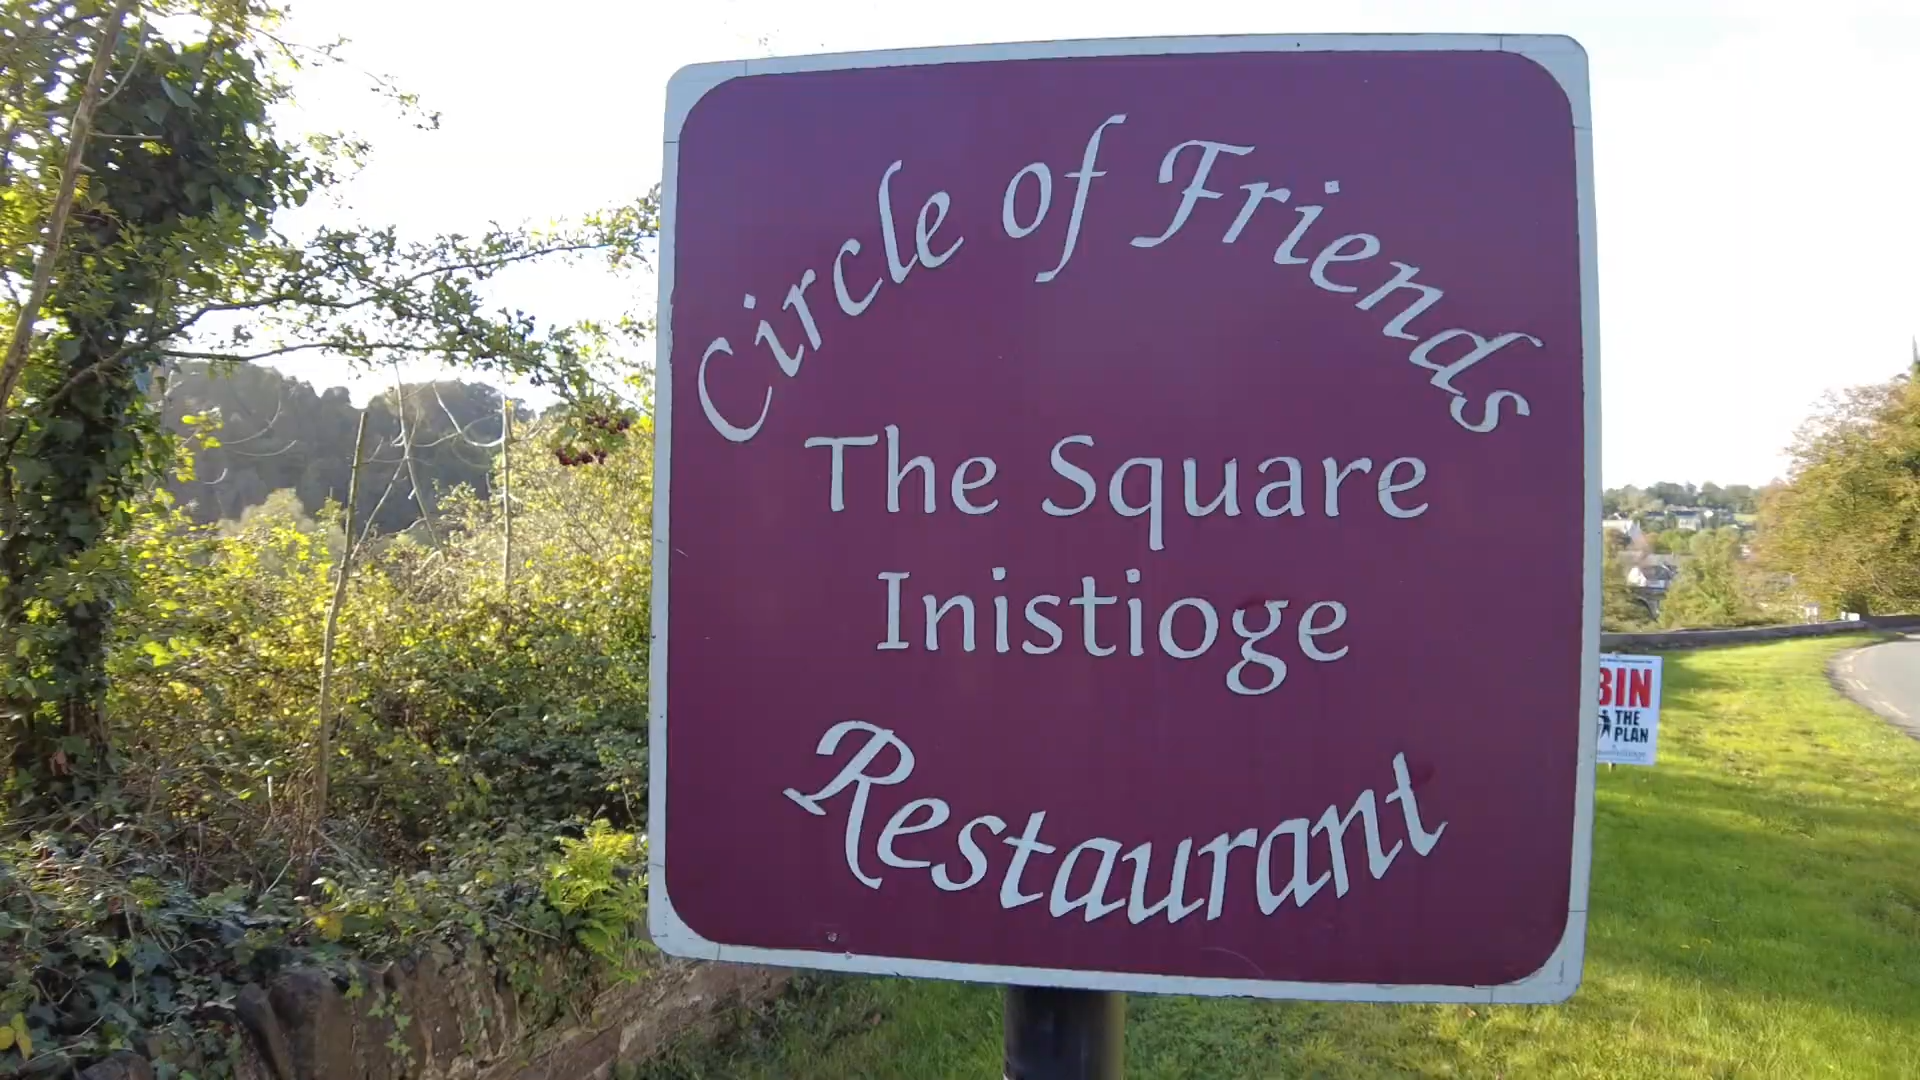 Circle of Friends
The Square
Inistioge
Restaurant
BIN
THE
PLAN